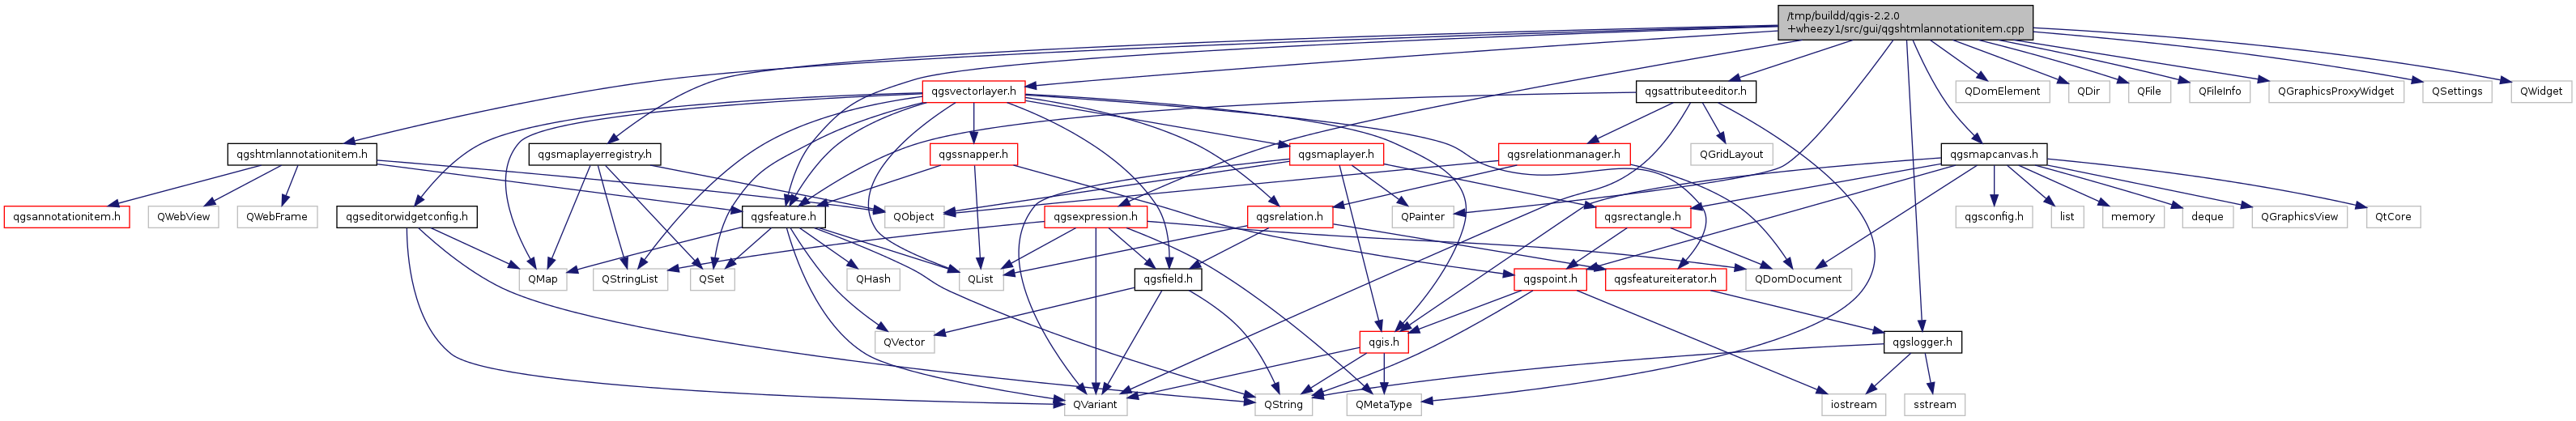 /tmp/buildd/qgis-2.2.0
+wheezy1/src/gui/qgshtmlannotationitem.cpp
qgsvectorlayer.h
qgsattributeeditor.h
QDomElement
QDir
QFile
QFileInfo
QGraphicsProxyWidget
QSettings
QWidget
qgshtmlannotationitem.h
qgsmaplayerregistry.h
qgssnapper.h
qgsmaplayer.h
qgsrelationmanager.h
QGridLayout
qgsmapcanvas.h
qgsannotationitem.h
QWebView
QWebFrame
qgseditorwidgetconfig.h
qgsfeature.h
QObject
qgsexpression.h
qgsrelation.h
QPainter
qgsrectangle.h
qgsconfig.h
list
memory
deque
QGraphicsView
QtCore
QMap
QStringList
QSet
QHash
QList
qgsfield.h
qgspoint.h
qgsfeatureiterator.h
QDomDocument
QVector
qgis.h
qgslogger.h
QVariant
QString
QMetaType
iostream
sstream